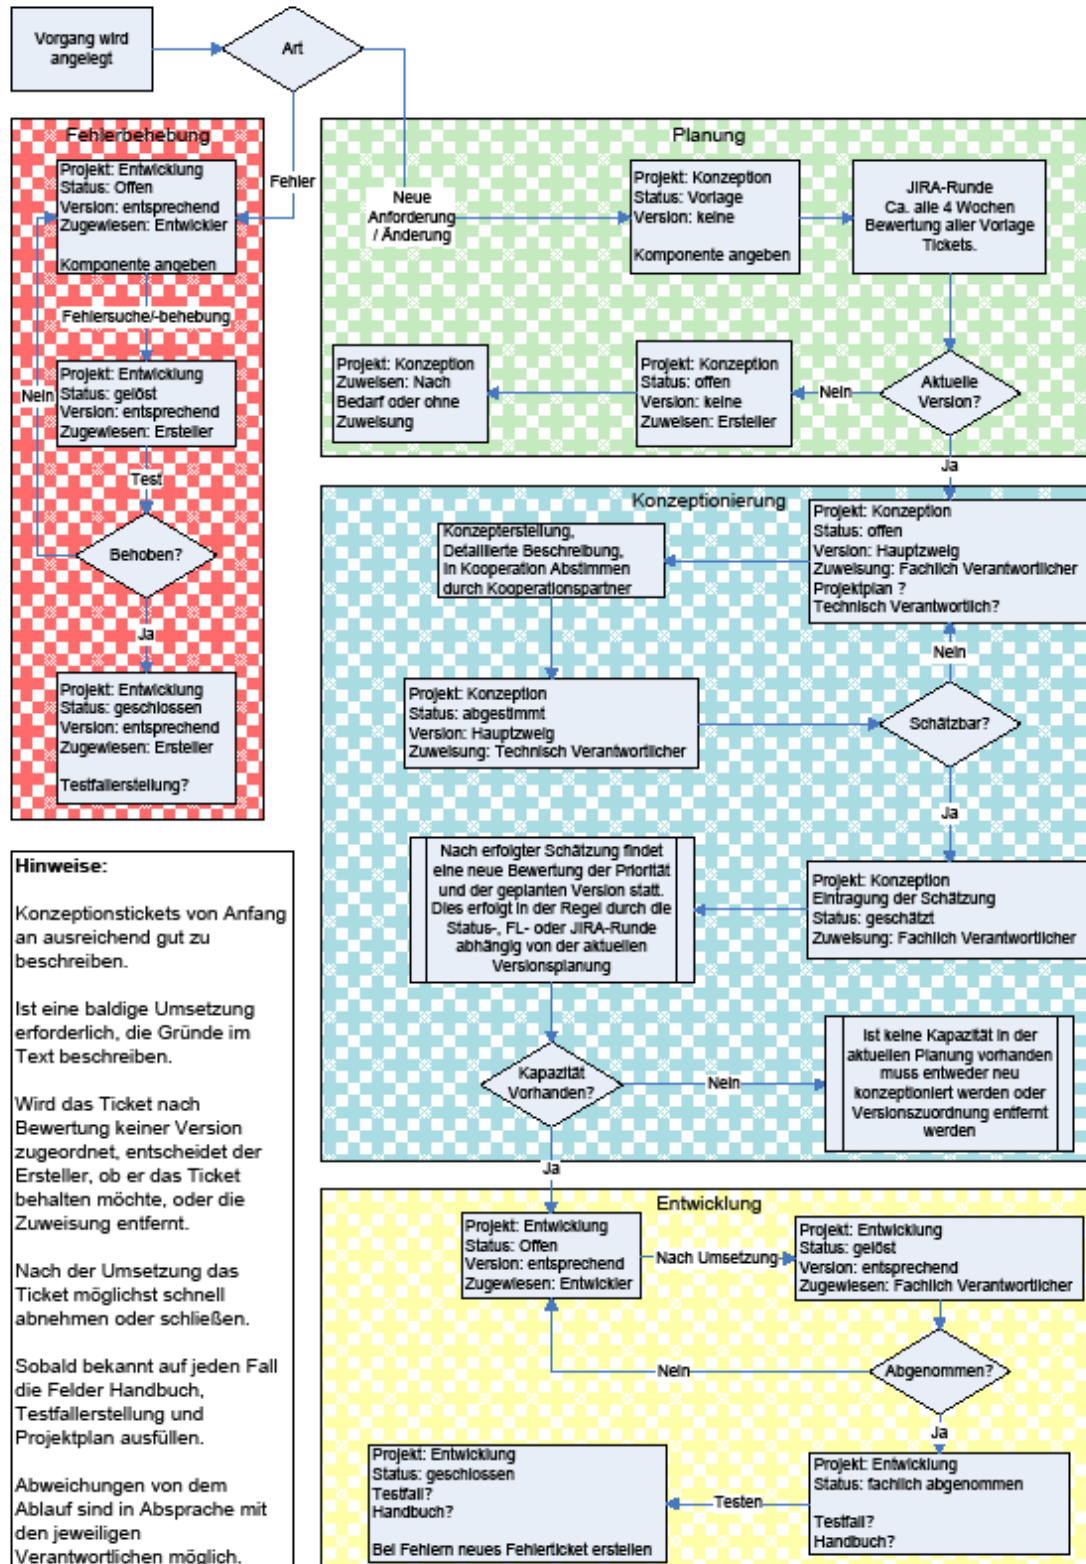 Vorgang wird
angelegt
Art
Fehler
Neue
Anforderung
/ Änderung
Fehlerbehebung
Projekt: Entwicklung
Status: Offen
Version: entsprechend
Zugewiesen: Entwickler
Komponente angeben
Fehlersuche/-behebung
Projekt: Entwicklung
Status: gelöst
Version: entsprechend
Zugewiesen: Ersteller
Nein
Test
Behoben?
Ja
Projekt: Entwicklung
Status: geschlossen
Version: entsprechend
Zugewiesen: Ersteller
Testfallerstellung?
Planung
Projekt: Konzeption
Status: Vorlage
Version: keine
Komponente angeben
JIRA-Runde
Ca. alle 4 Wochen
Bewertung aller Vorlage
Tickets.
Aktuelle
Version?
Nein
Projekt: Konzeption
Status: offen
Version: keine
Zuweisen: Ersteller
Projekt: Konzeption
Zuweisen: Nach
Bedarf oder ohne
Zuweisung
Ja
Konzeptionierung
Projekt: Konzeption
Status: offen
Version: Hauptzweig
Zuweisung: Fachlich Verantwortlicher
Projektplan ?
Technisch Verantwortlich?
Konzepterstellung,
Detaillierte Beschreibung,
in Kooperation Abstimmen
durch Kooperationspartner
Nein
Projekt: Konzeption
Status: abgestimmt
Version: Hauptzweig
Zuweisung: Technisch Verantwortlicher
Schätzbar?
Ja
Projekt: Konzeption
Eintragung der Schätzung
Status: geschätzt
Zuweisung: Fachlich Verantwortlicher
Nach erfolgter Schätzung findet
eine neue Bewertung der Priorität
und der geplanten Version statt.
Dies erfolgt in der Regel durch die
Status-, FL- oder JIRA-Runde
abhängig von der aktuellen
Versionsplanung
Kapazität
Vorhanden?
Nein
Ist keine Kapazität in der
aktuellen Planung vorhanden
muss entweder neu
konzeptioniert werden oder
Versionszuordnung entfernt
werden
Ja
Entwicklung
Projekt: Entwicklung
Status: Offen
Version: entsprechend
Zugewiesen: Entwickler
Nach Umsetzung
Projekt: Entwicklung
Status: gelöst
Version: entsprechend
Zugewiesen: Fachlich Verantwortlicher
Abgenommen?
Nein
Ja
Projekt: Entwicklung
Status: fachlich abgenommen
Testfall?
Handbuch?
Testen
Projekt: Entwicklung
Status: geschlossen
Testfall?
Handbuch?
Bei Fehlern neues Fehlerticket erstellen
Hinweise:
Konzeptionstickets von Anfang
an ausreichend gut zu
beschreiben.
Ist eine baldige Umsetzung
erforderlich, die Gründe im
Text beschreiben.
Wird das Ticket nach
Bewertung keiner Version
zugeordnet, entscheidet der
Ersteller, ob er das Ticket
behalten möchte, oder die
Zuweisung entfernt.
Nach der Umsetzung das
Ticket möglichst schnell
abnehmen oder schließen.
Sobald bekannt auf jeden Fall
die Felder Handbuch,
Testfallerstellung und
Projektplan ausfüllen.
Abweichungen von dem
Ablauf sind in Absprache mit
den jeweiligen
Verantwortlichen möglich.